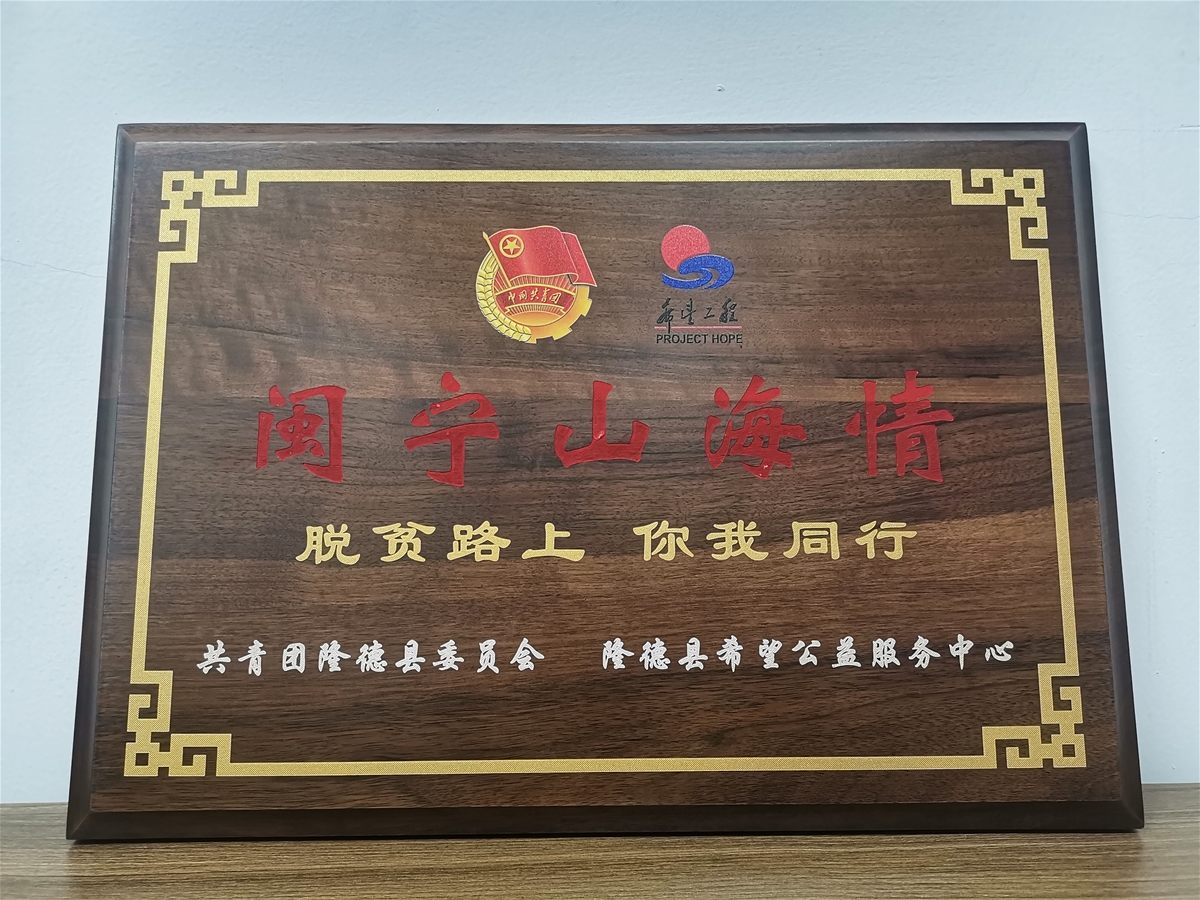 中国共青团
希望工程
PROJECT HOPE
闽宁山海情
脱贫路上 你我同行
共青团隆德县委员会 隆德县希望公益服务中心